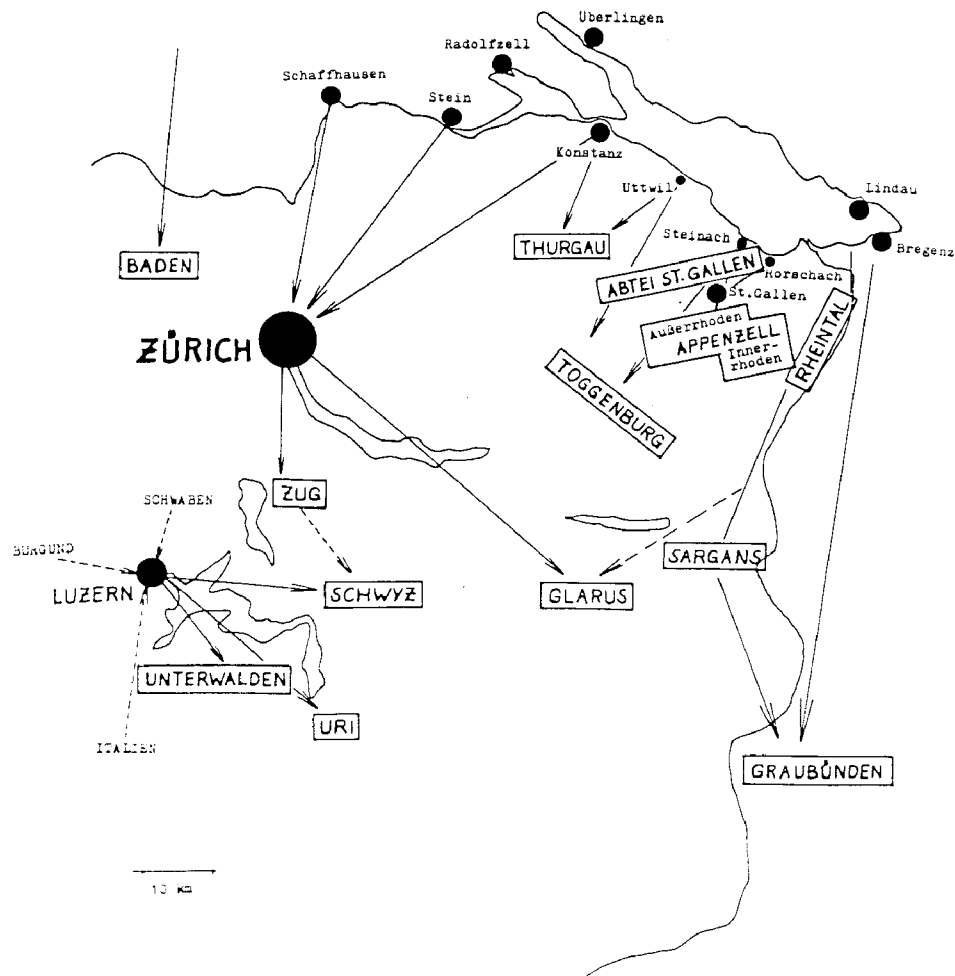 Überlingen
Radolfzell
Schaffhausen
Stein
Konstanz
Uttwil
Lindau
Steinach
Bregenz
THURGAU
BADEN
ABTEI ST.GALLEN
Rorschach
St.Gallen
Außerrhoden
APPENZELL
Inner-
rhoden
RHEINTAL
ZÜRICH
TOGGENBURG
ZUG
SCHWABEN
BURGUND
SARGANS
LUZERN
SCHWYZ
GLARUS
UNTERWALDEN
URI
ITALIEN
GRAUBÜNDEN
10 km